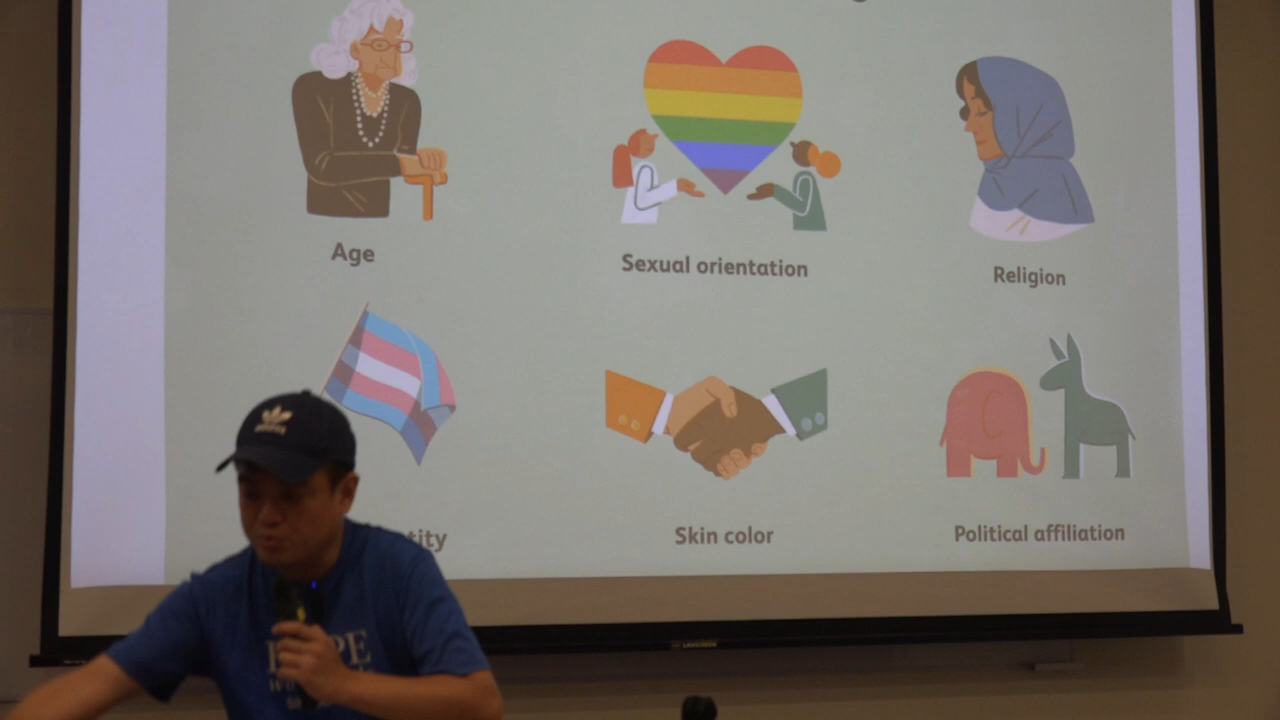 Age
Sexual orientation
Religion
tity
Skin color
Political affiliation